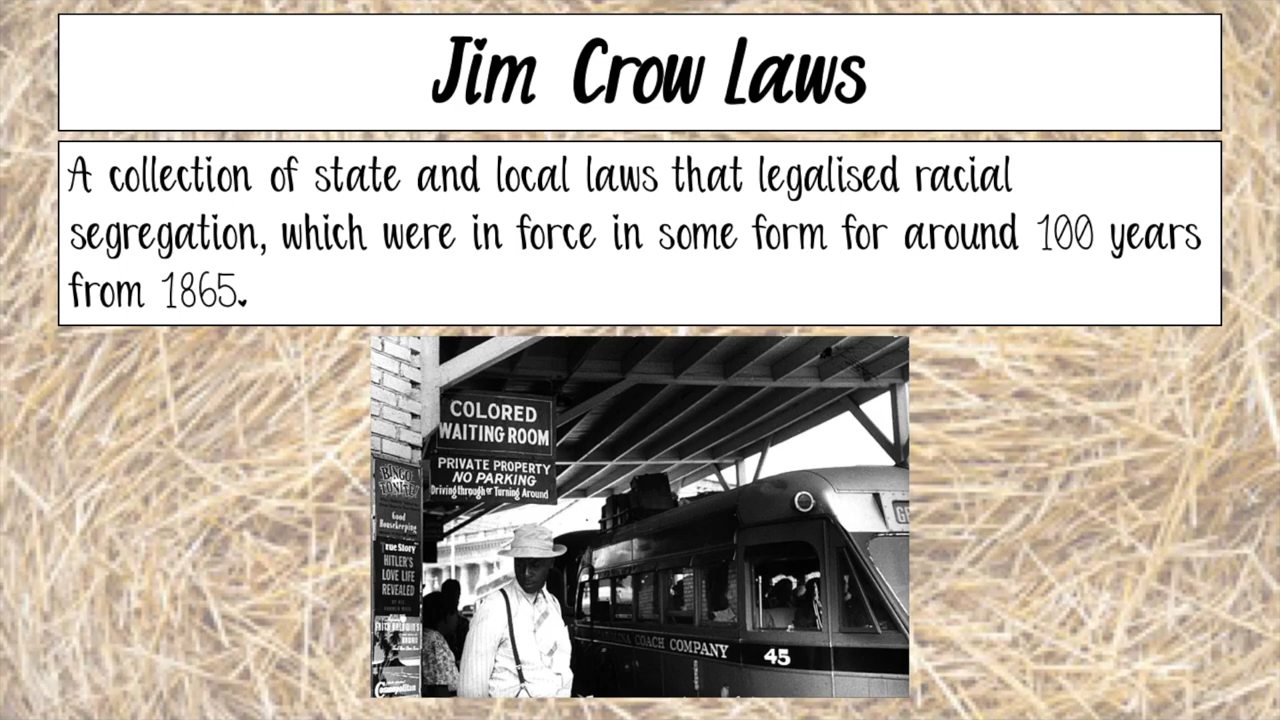 Jim Crow Laws
A collection of state and local laws that legalised racial
segregation, which were in force in some form for around 100 years
from 1865.
COLORED
WAITING ROOM
PRIVATE PROPERTY
NO PARKING
Driving through or Turning Around
BINGO
TONITE!
Good
Housekeeping
True Story
HITLER'S
LOVE LIFE
REVEALED
COACH COMPANY
45
Cosmopolitan